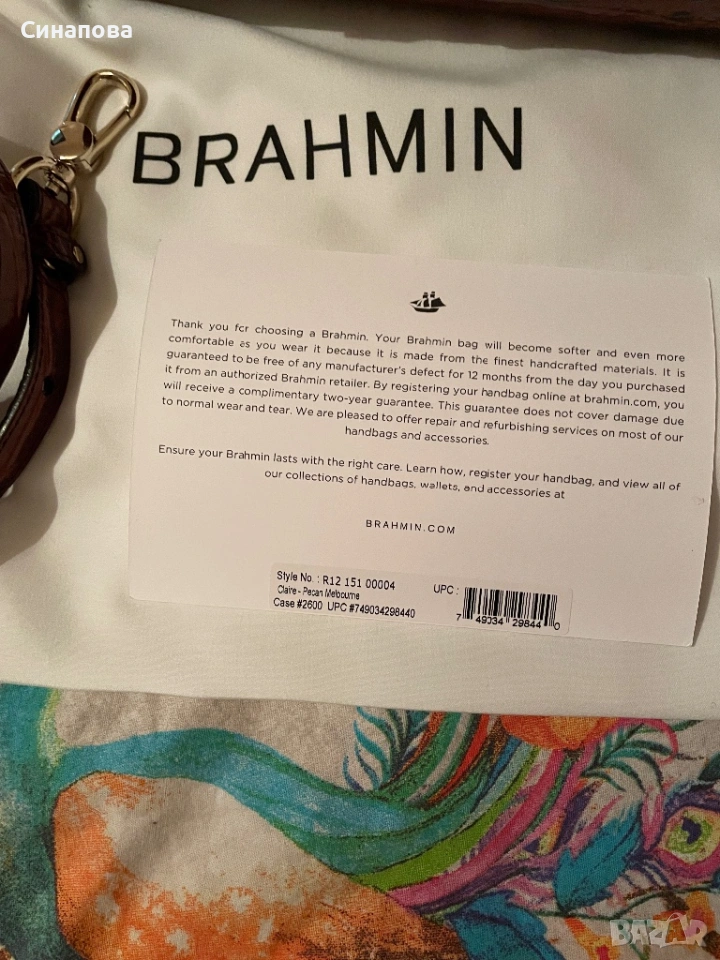 Синапова
BRAHMIN
Thank you for choosing a Brahmin. Your Brahmin bag will become softer and even more
comfortable as you wear it because it is made from the finest handcrafted materials. It is
guaranteed to be free of any manufacturer's defect for 12 months from the day you purchased
it from an authorized Brahmin retailer. By registering your handbag online at brahmin.com, you
will receive a complimentary two-year guarantee. This guarantee does not cover damage due
to normal wear and tear. We are pleased to offer repair and refurbishing services on most of our
handbags and accessories.
Ensure your Brahmin lasts with the right care. Learn how, register your handbag, and view all of
our collections of handbags, wallets, and accessories at
BRAHMIN.COM
Style No. : R12 151 00004
Claire - Pecan Melbourne
Case #2600 UPC #749034298440
UPC :
7 49034 29844 0
BAZAR